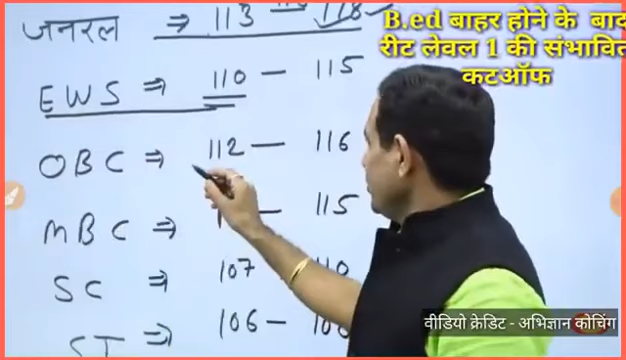 जनरल ⇒ 113 — 118
EWS ⇒ 110 — 115
OBC ⇒ 112 — 116
MBC ⇒ — 115
SC ⇒ 107
ST ⇒ 106 —
B.ed बाहर होने के बाद
रीट लेवल 1 की संभावित
कटऑफ
वीडियो क्रेडिट - अभिज्ञान कोचिंग